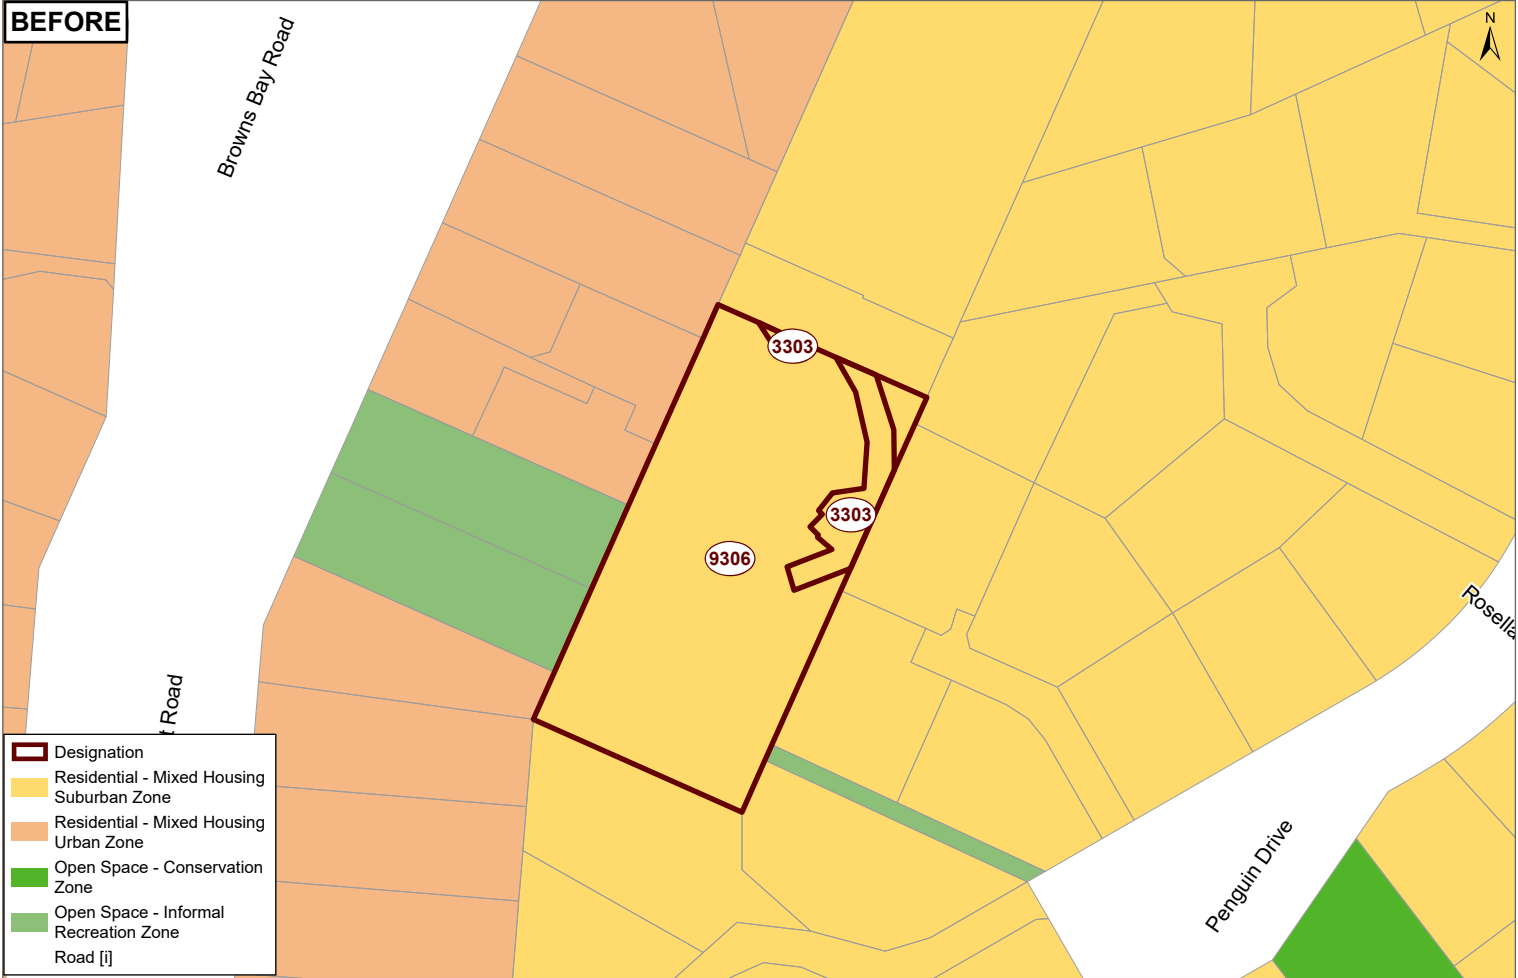 BEFORE
N
Browns Bay Road
3303
3303
9306
Rosella
t Road
Penguin Drive
Designation
Residential - Mixed Housing
Suburban Zone
Residential - Mixed Housing
Urban Zone
Open Space - Conservation
Zone
Open Space - Informal
Recreation Zone
Road [i]